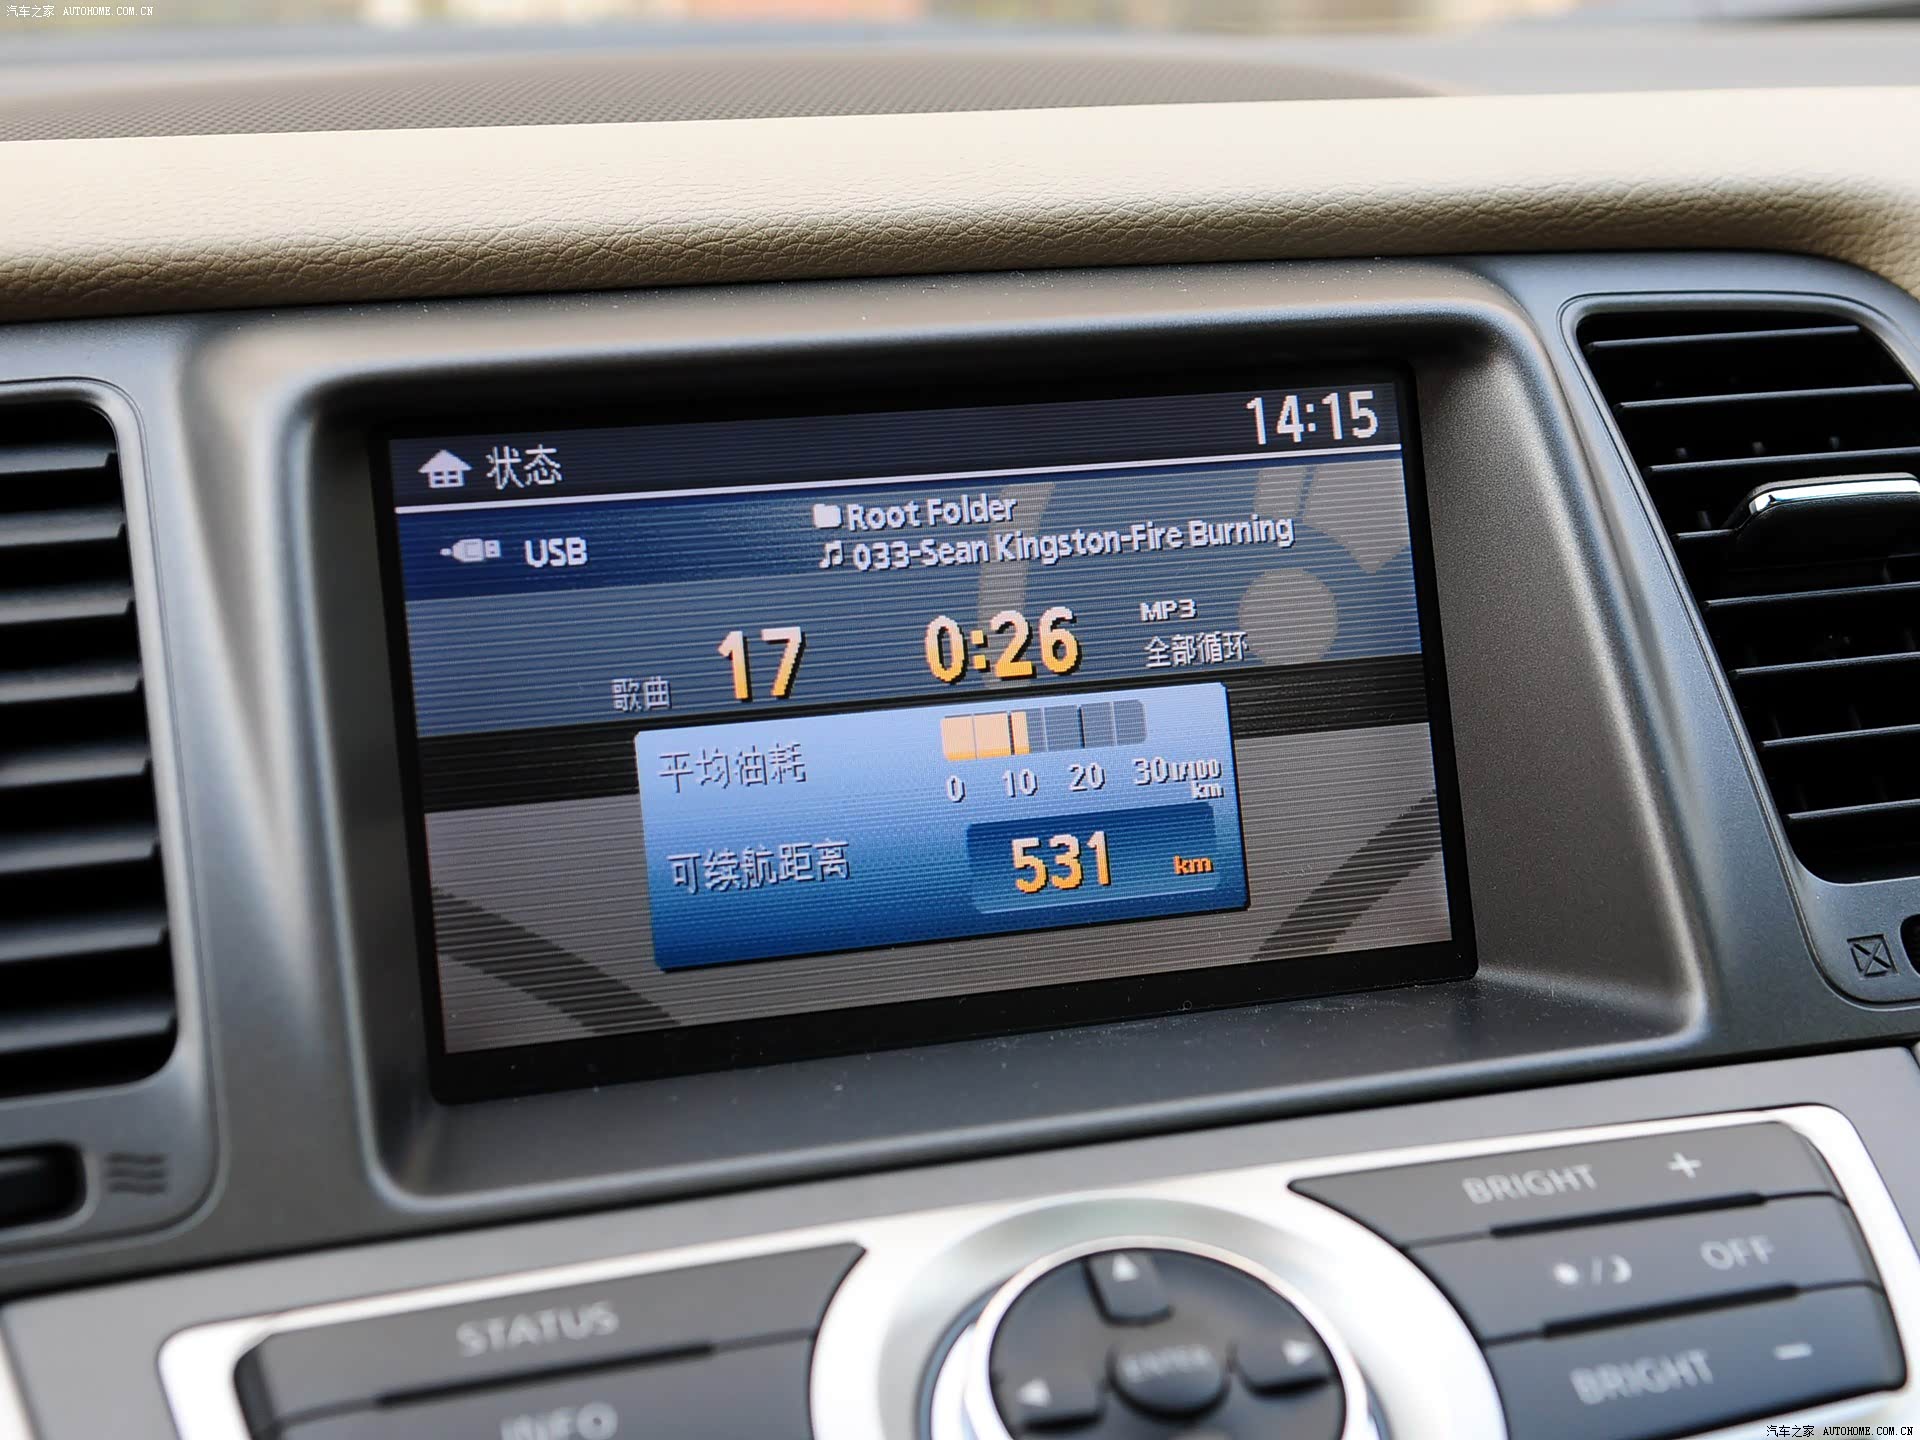 汽车之家 AUTOHOME.COM.CN
状态 14:15
Root Folder
USB 033-Sean Kingston-Fire Burning
歌曲 17 0:26 MP3
全部循环
平均油耗
0 10 20 30 l/100
km
可续航距离 531 km
BRIGHT +
OFF
STATUS
BRIGHT −
ENTER
INFO
汽车之家 AUTOHOME.COM.CN